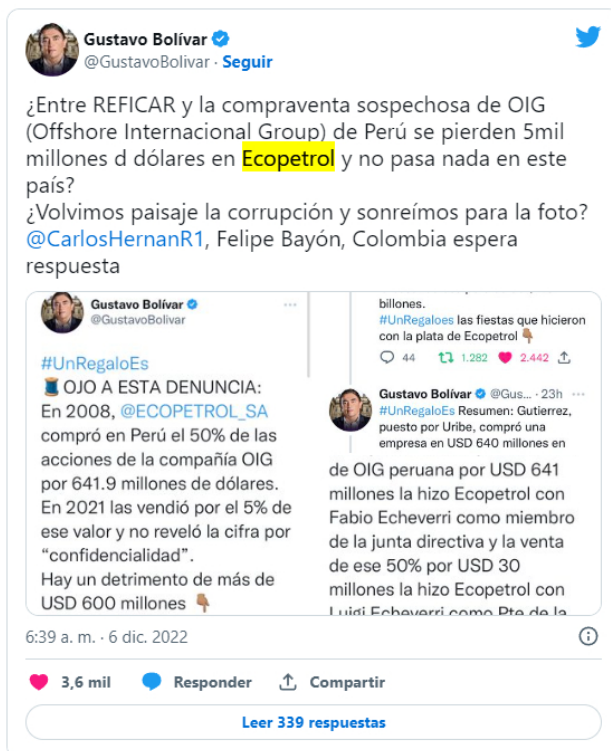 Gustavo Bolívar
@GustavoBolivar · Seguir
¿Entre REFICAR y la compraventa sospechosa de OIG
(Offshore Internacional Group) de Perú se pierden 5mil
millones d dólares en Ecopetrol y no pasa nada en este
país?
¿Volvimos paisaje la corrupción y sonreímos para la foto?
@CarlosHernanR1, Felipe Bayón, Colombia espera
respuesta
Gustavo Bolívar
@GustavoBolivar
#UnRegaloEs
🧵OJO A ESTA DENUNCIA:
En 2008, @ECOPETROL_SA
compró en Perú el 50% de las
acciones de la compañía OIG
por 641.9 millones de dólares.
En 2021 las vendió por el 5% de
ese valor y no reveló la cifra por
“confidencialidad”.
Hay un detrimento de más de
USD 600 millones 👇🏽
billones.
#UnRegaloes las fiestas que hicieron
con la plata de Ecopetrol 👇🏽
44 1.282 2.442
Gustavo Bolívar @Gus... · 23h
#UnRegaloEs Resumen: Gutierrez,
puesto por Uribe, compró una
empresa en USD 640 millones en
de OIG peruana por USD 641
millones la hizo Ecopetrol con
Fabio Echeverri como miembro
de la junta directiva y la venta
de ese 50% por USD 30
millones la hizo Ecopetrol con
Luigi Echeverri como Pte de la
6:39 a. m. · 6 dic. 2022
3,6 mil Responder Compartir
Leer 339 respuestas